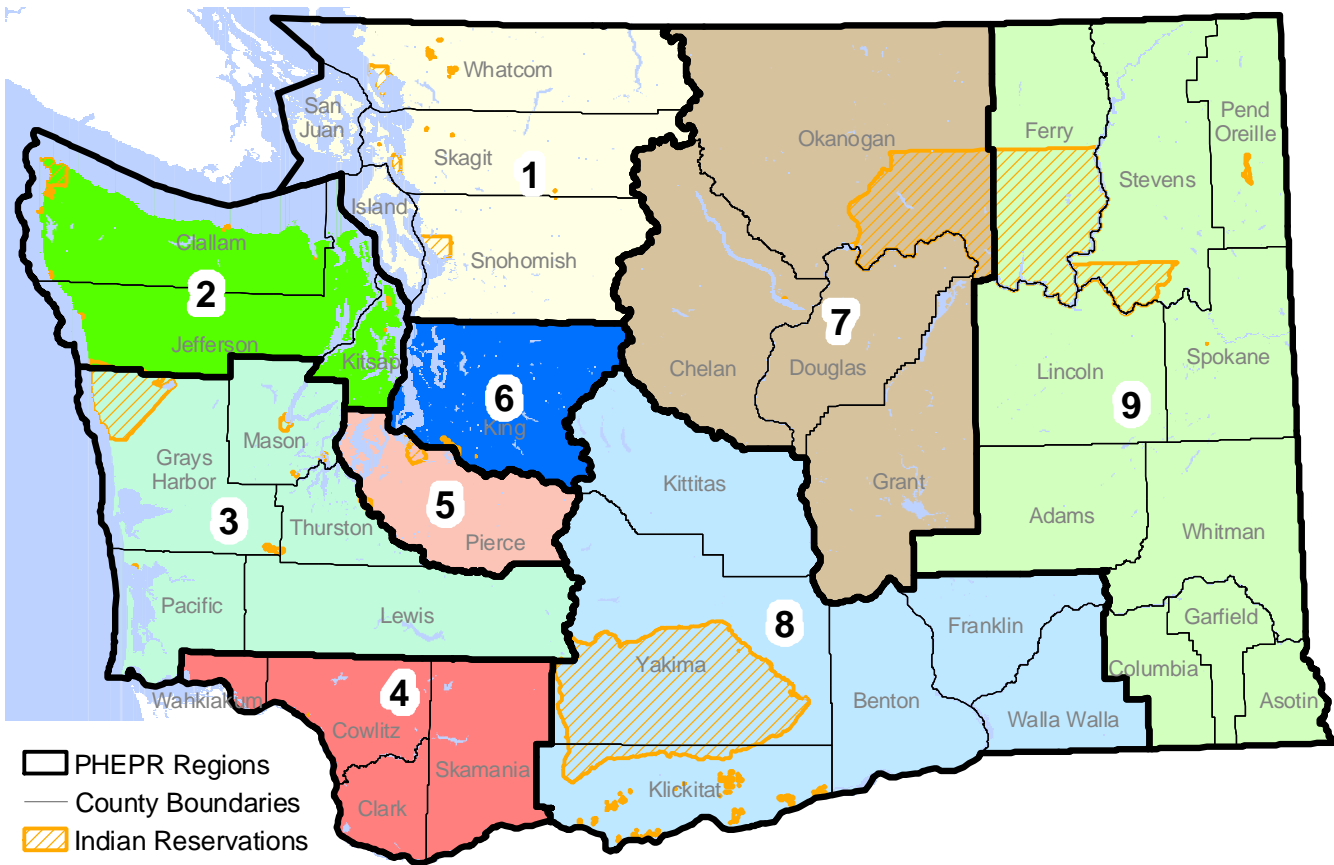 Whatcom
San
Juan
Skagit
1
Island
Snohomish
Okanogan
Ferry
Pend
Oreille
Stevens
Clallam
2
Jefferson
Kitsap
6
King
Chelan
7
Douglas
Lincoln
Spokane
9
Mason
Grays
Harbor
3
Thurston
5
Pierce
Kittitas
Grant
Adams
Whitman
Pacific
Lewis
8
Yakima
Franklin
Garfield
Columbia
Asotin
Wahkiakum
4
Cowlitz
Skamania
Clark
Benton
Walla Walla
Klickitat
PHEPR Regions
County Boundaries
Indian Reservations